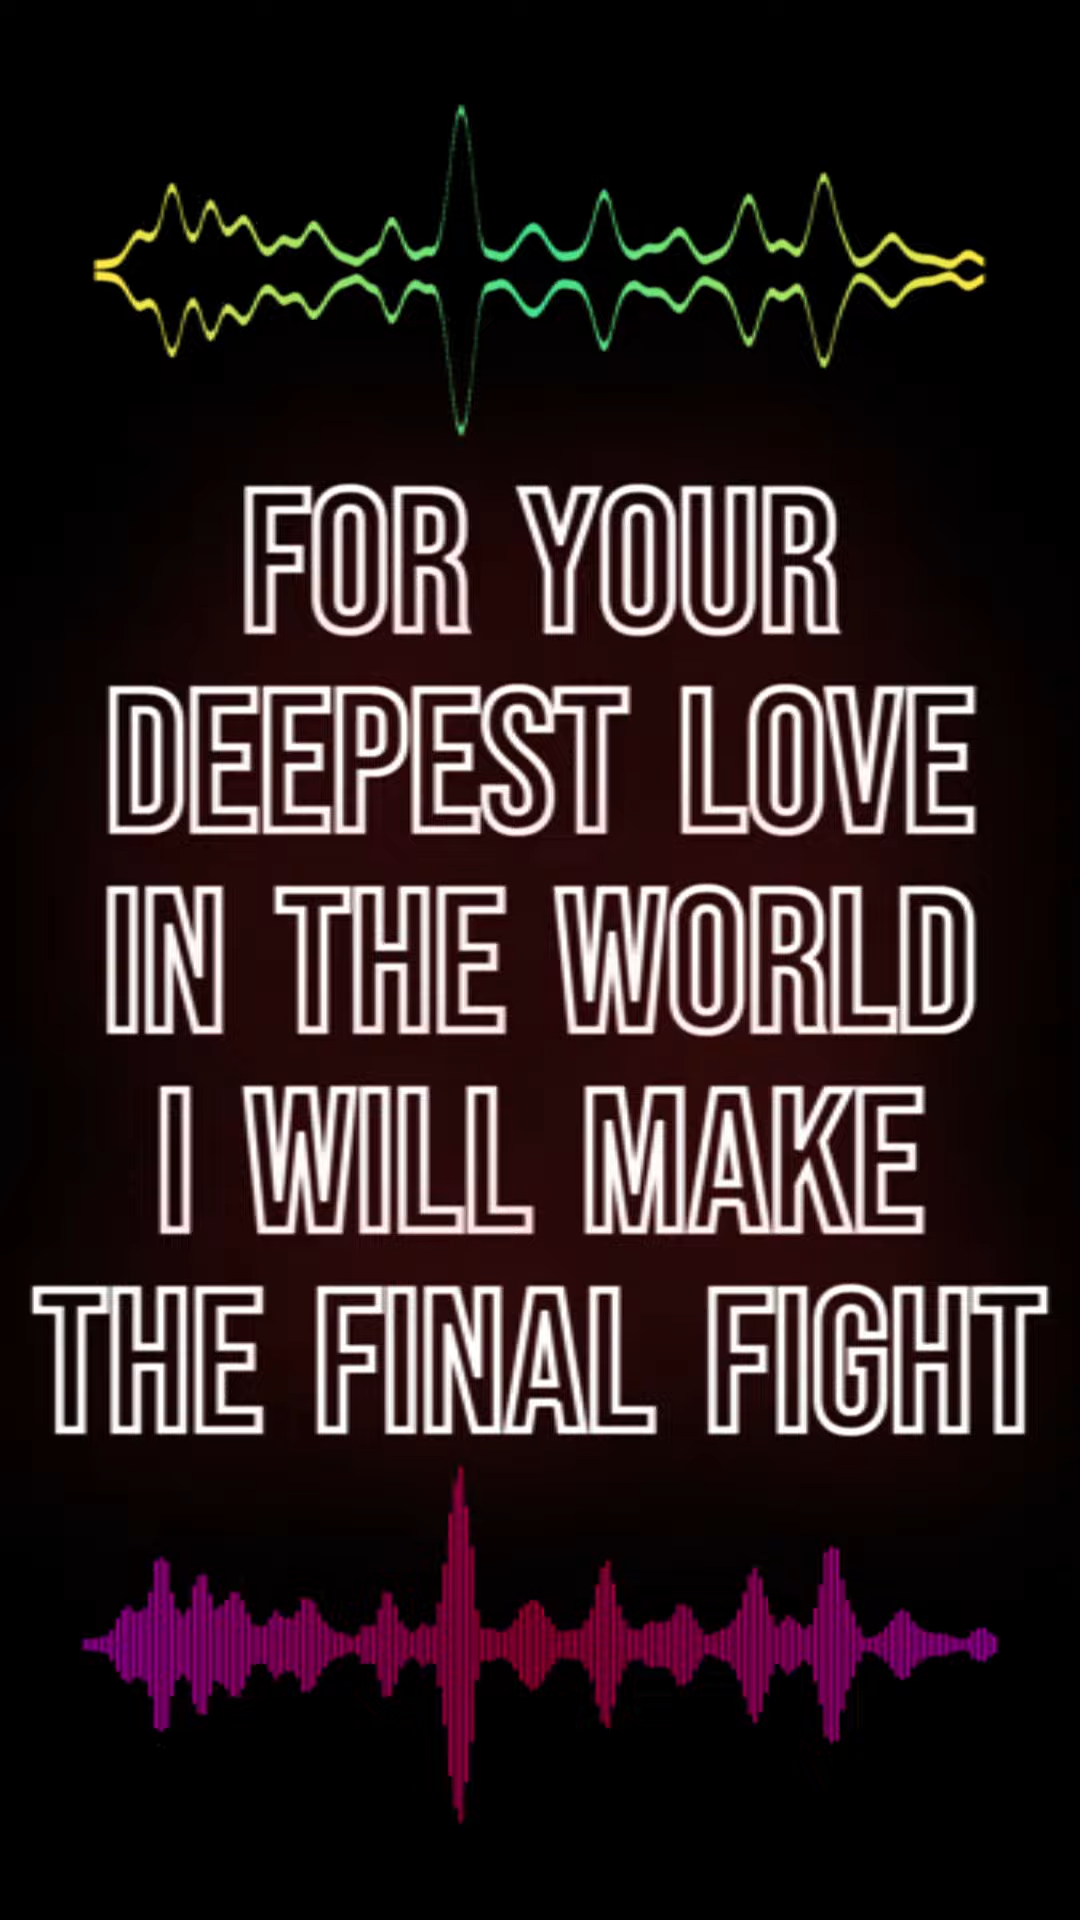 FOR YOUR
DEEPEST LOVE
IN THE WORLD
I WILL MAKE
THE FINAL FIGHT